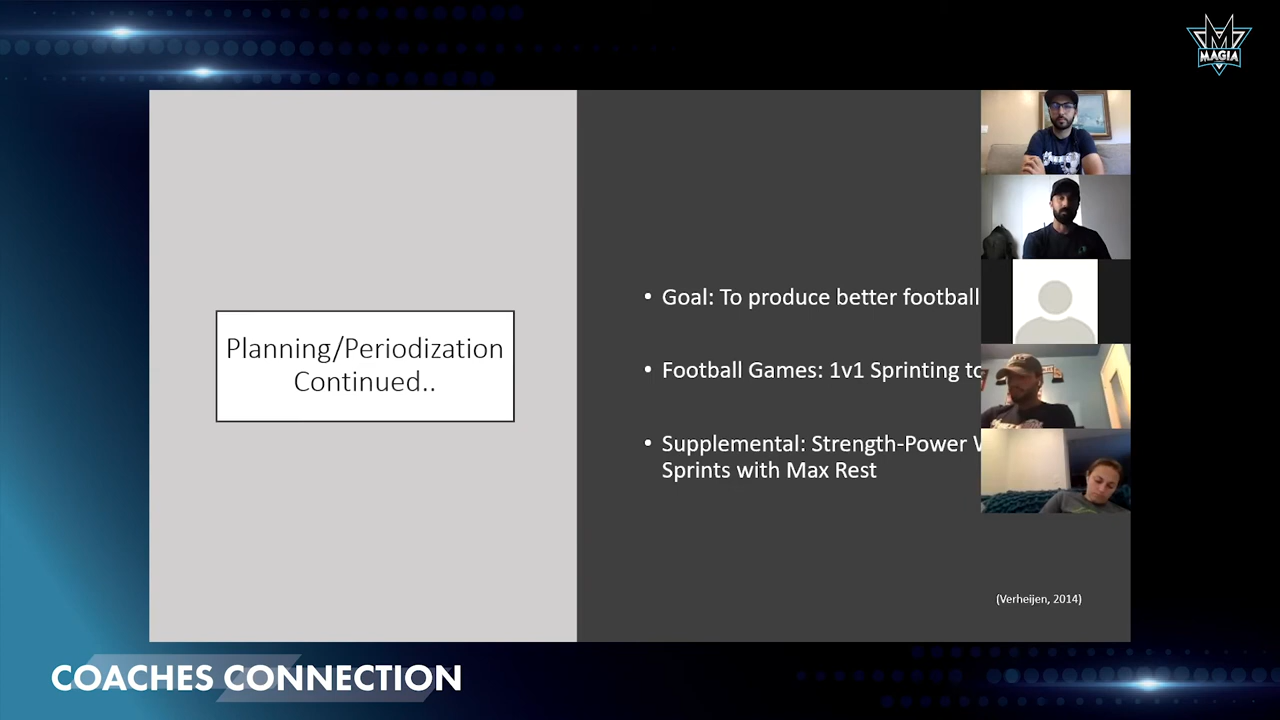 MAGIA
Planning/Periodization
Continued..
• Goal: To produce better football
• Football Games: 1v1 Sprinting
• Supplemental: Strength-Power
Sprints with Max Rest
(Verheijen, 2014)
COACHES CONNECTION